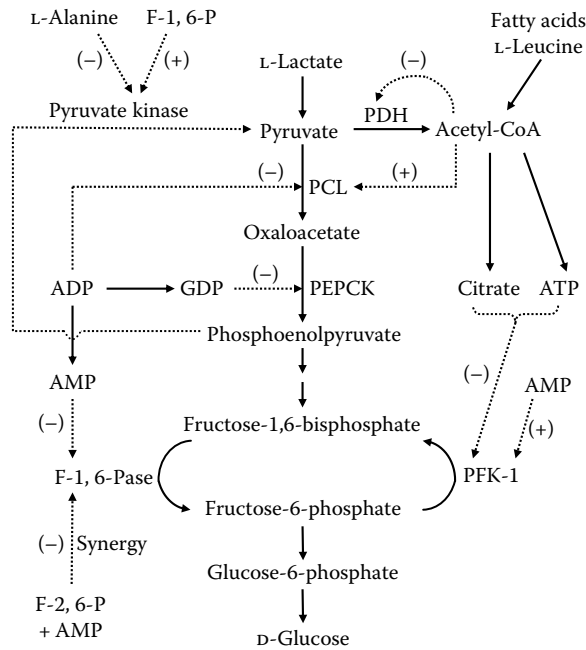 L-Alanine F-1, 6-P
Fatty acids
L-Leucine
(–) (+)
L-Lactate
(–)
Pyruvate kinase
PDH
Pyruvate
Acetyl-CoA
(–) PCL (+)
Oxaloacetate
ADP GDP (–) PEPCK
Citrate ATP
Phosphoenolpyruvate
AMP
(–)
AMP
(–)
(+)
Fructose-1,6-bisphosphate
F-1, 6-Pase
PFK-1
Fructose-6-phosphate
(–) Synergy
Glucose-6-phosphate
F-2, 6-P
+ AMP
D-Glucose